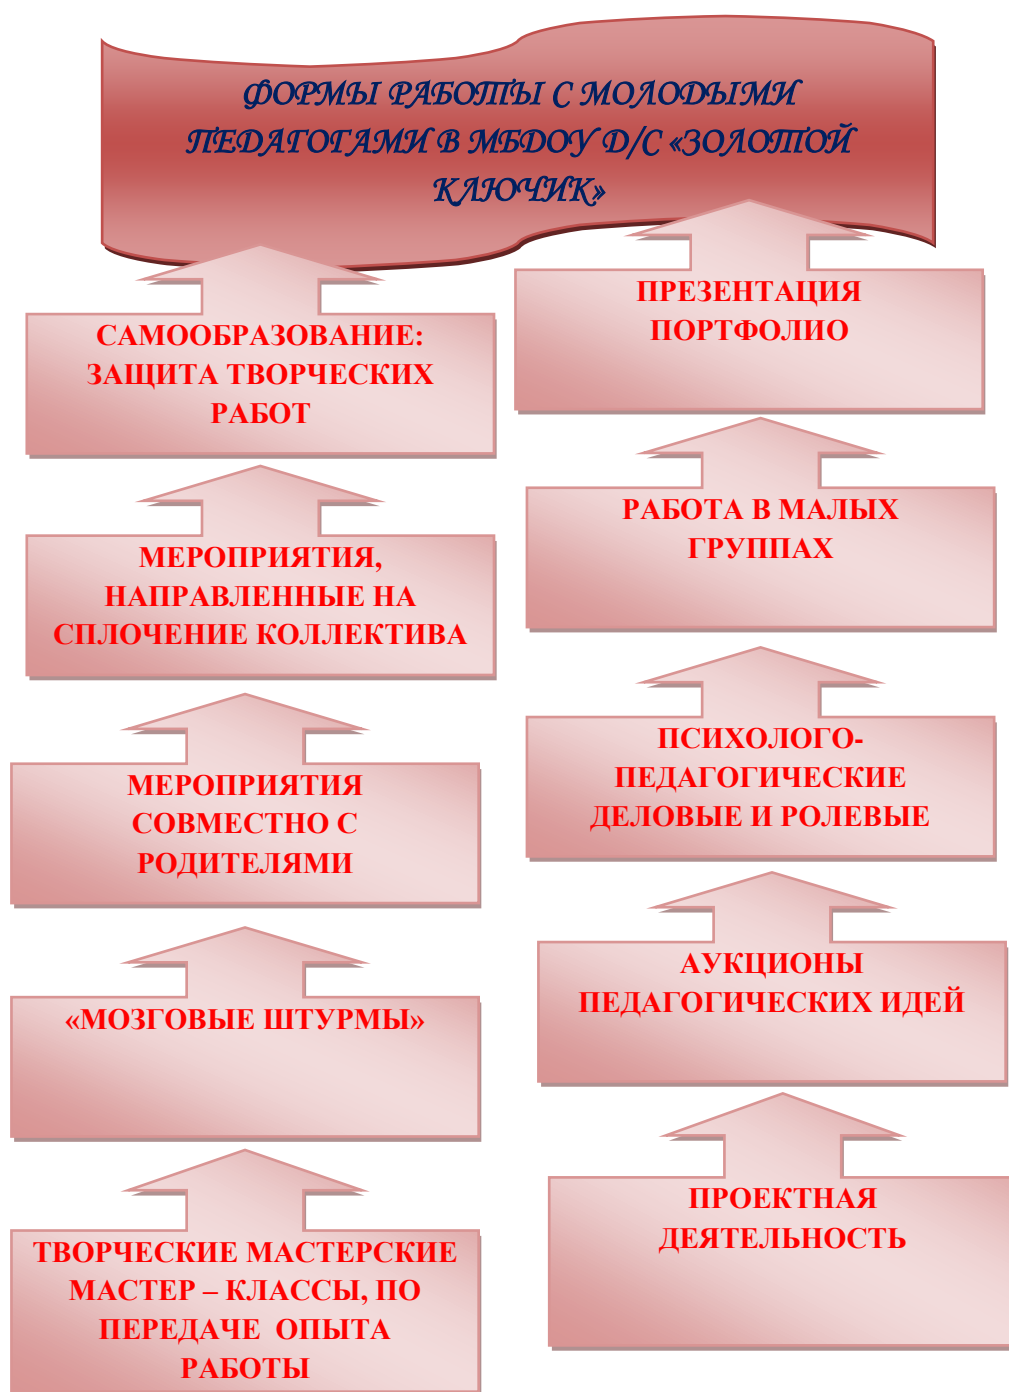 ФОРМЫ РАБОТЫ С МОЛОДЫМИ
ПЕДАГОГАМИ В МБДОУ Д/С «ЗОЛОТОЙ
КЛЮЧИК»
САМООБРАЗОВАНИЕ:
ЗАЩИТА ТВОРЧЕСКИХ
РАБОТ
МЕРОПРИЯТИЯ,
НАПРАВЛЕННЫЕ НА
СПЛОЧЕНИЕ КОЛЛЕКТИВА
МЕРОПРИЯТИЯ
СОВМЕСТНО С
РОДИТЕЛЯМИ
«МОЗГОВЫЕ ШТУРМЫ»
ТВОРЧЕСКИЕ МАСТЕРСКИЕ
МАСТЕР – КЛАССЫ, ПО
ПЕРЕДАЧЕ ОПЫТА
РАБОТЫ
ПРЕЗЕНТАЦИЯ
ПОРТФОЛИО
РАБОТА В МАЛЫХ
ГРУППАХ
ПСИХОЛОГО-
ПЕДАГОГИЧЕСКИЕ
ДЕЛОВЫЕ И РОЛЕВЫЕ
АУКЦИОНЫ
ПЕДАГОГИЧЕСКИХ ИДЕЙ
ПРОЕКТНАЯ
ДЕЯТЕЛЬНОСТЬ